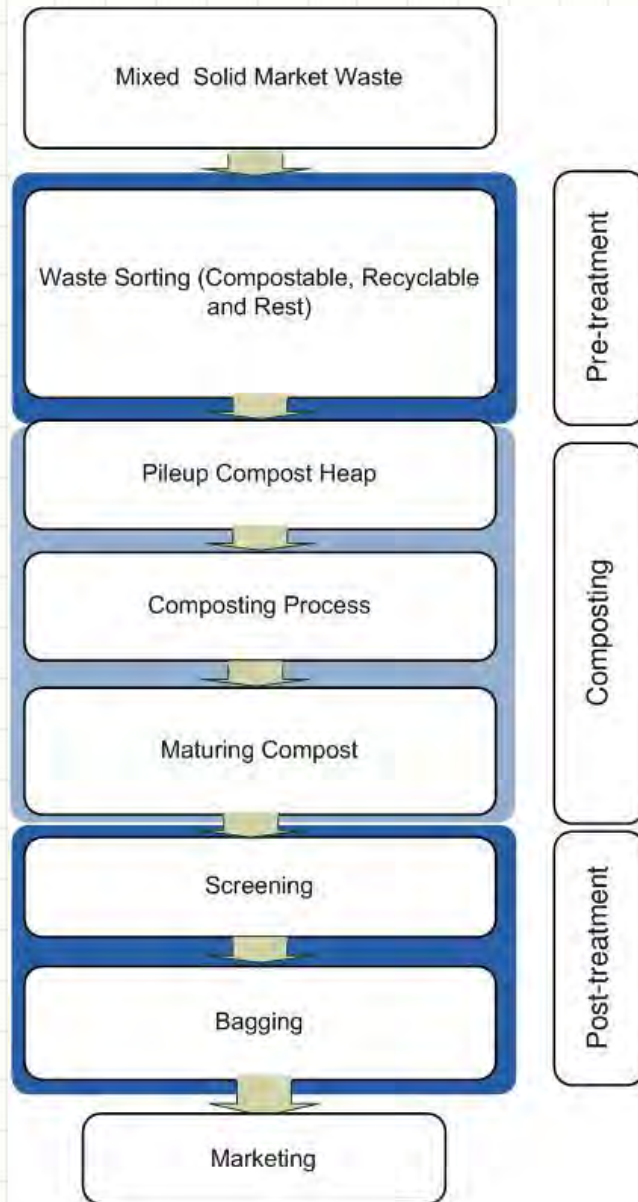 Mixed Solid Market Waste
Waste Sorting (Compostable, Recyclable
and Rest)
Pre-treatment
Pileup Compost Heap
Composting Process
Maturing Compost
Composting
Screening
Bagging
Post-treatment
Marketing